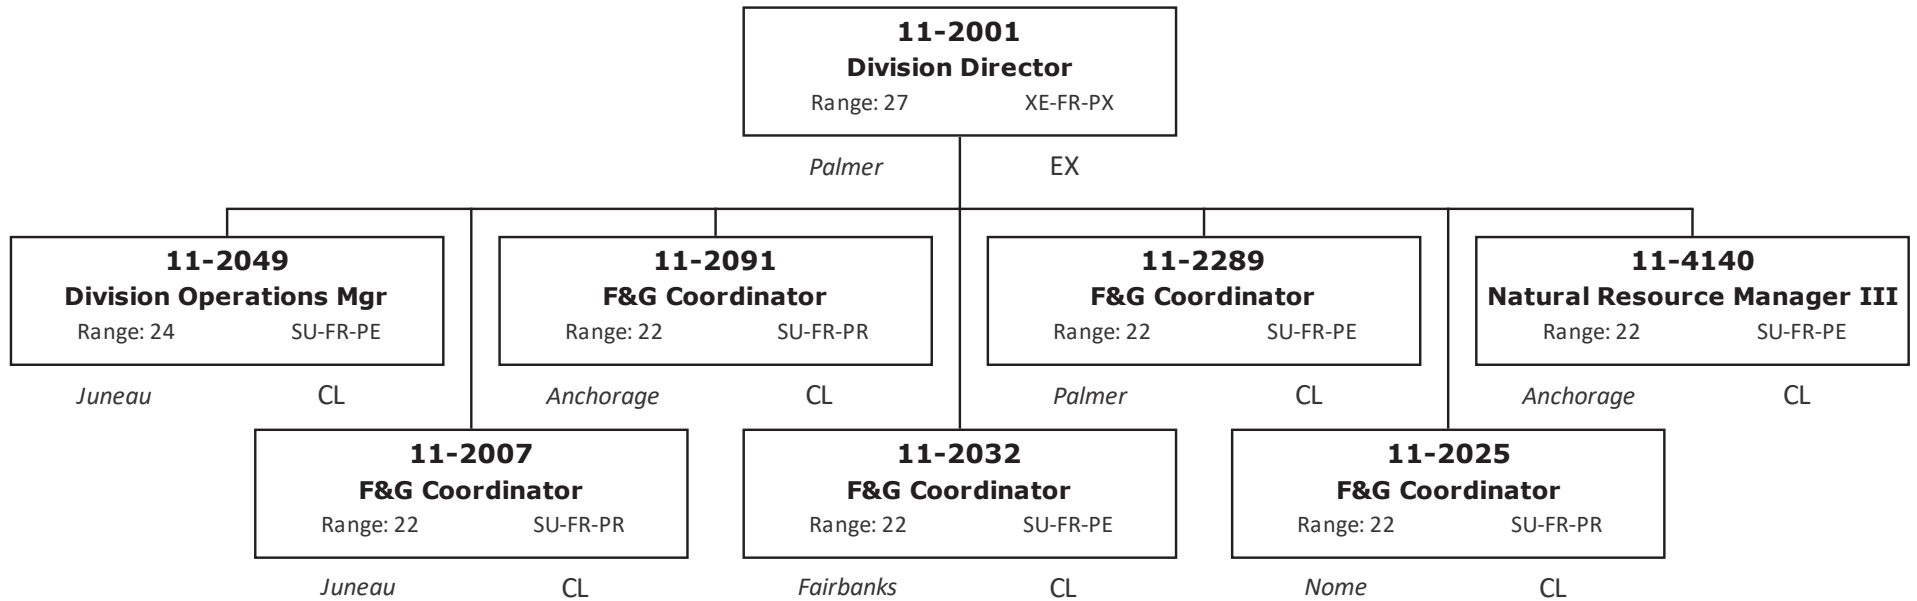 11-2001
Division Director
Range: 27 XE-FR-PX
Palmer EX
11-2049
Division Operations Mgr
Range: 24 SU-FR-PE
Juneau CL
11-2091
F&G Coordinator
Range: 22 SU-FR-PR
Anchorage CL
11-2289
F&G Coordinator
Range: 22 SU-FR-PE
Palmer CL
11-4140
Natural Resource Manager III
Range: 22 SU-FR-PE
Anchorage CL
11-2007
F&G Coordinator
Range: 22 SU-FR-PR
Juneau CL
11-2032
F&G Coordinator
Range: 22 SU-FR-PE
Fairbanks CL
11-2025
F&G Coordinator
Range: 22 SU-FR-PR
Nome CL